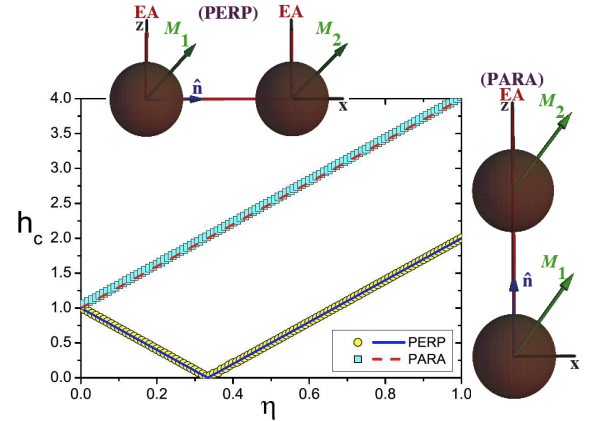 EA (PERP) EA
z M1 M2
n̂ x
(PARA)
EA
z M2
n̂ M1
x
4.0
3.5
3.0
2.5
2.0
1.5
1.0
0.5
0.0
hc
PERP
PARA
0.0 0.2 0.4 0.6 0.8 1.0
η